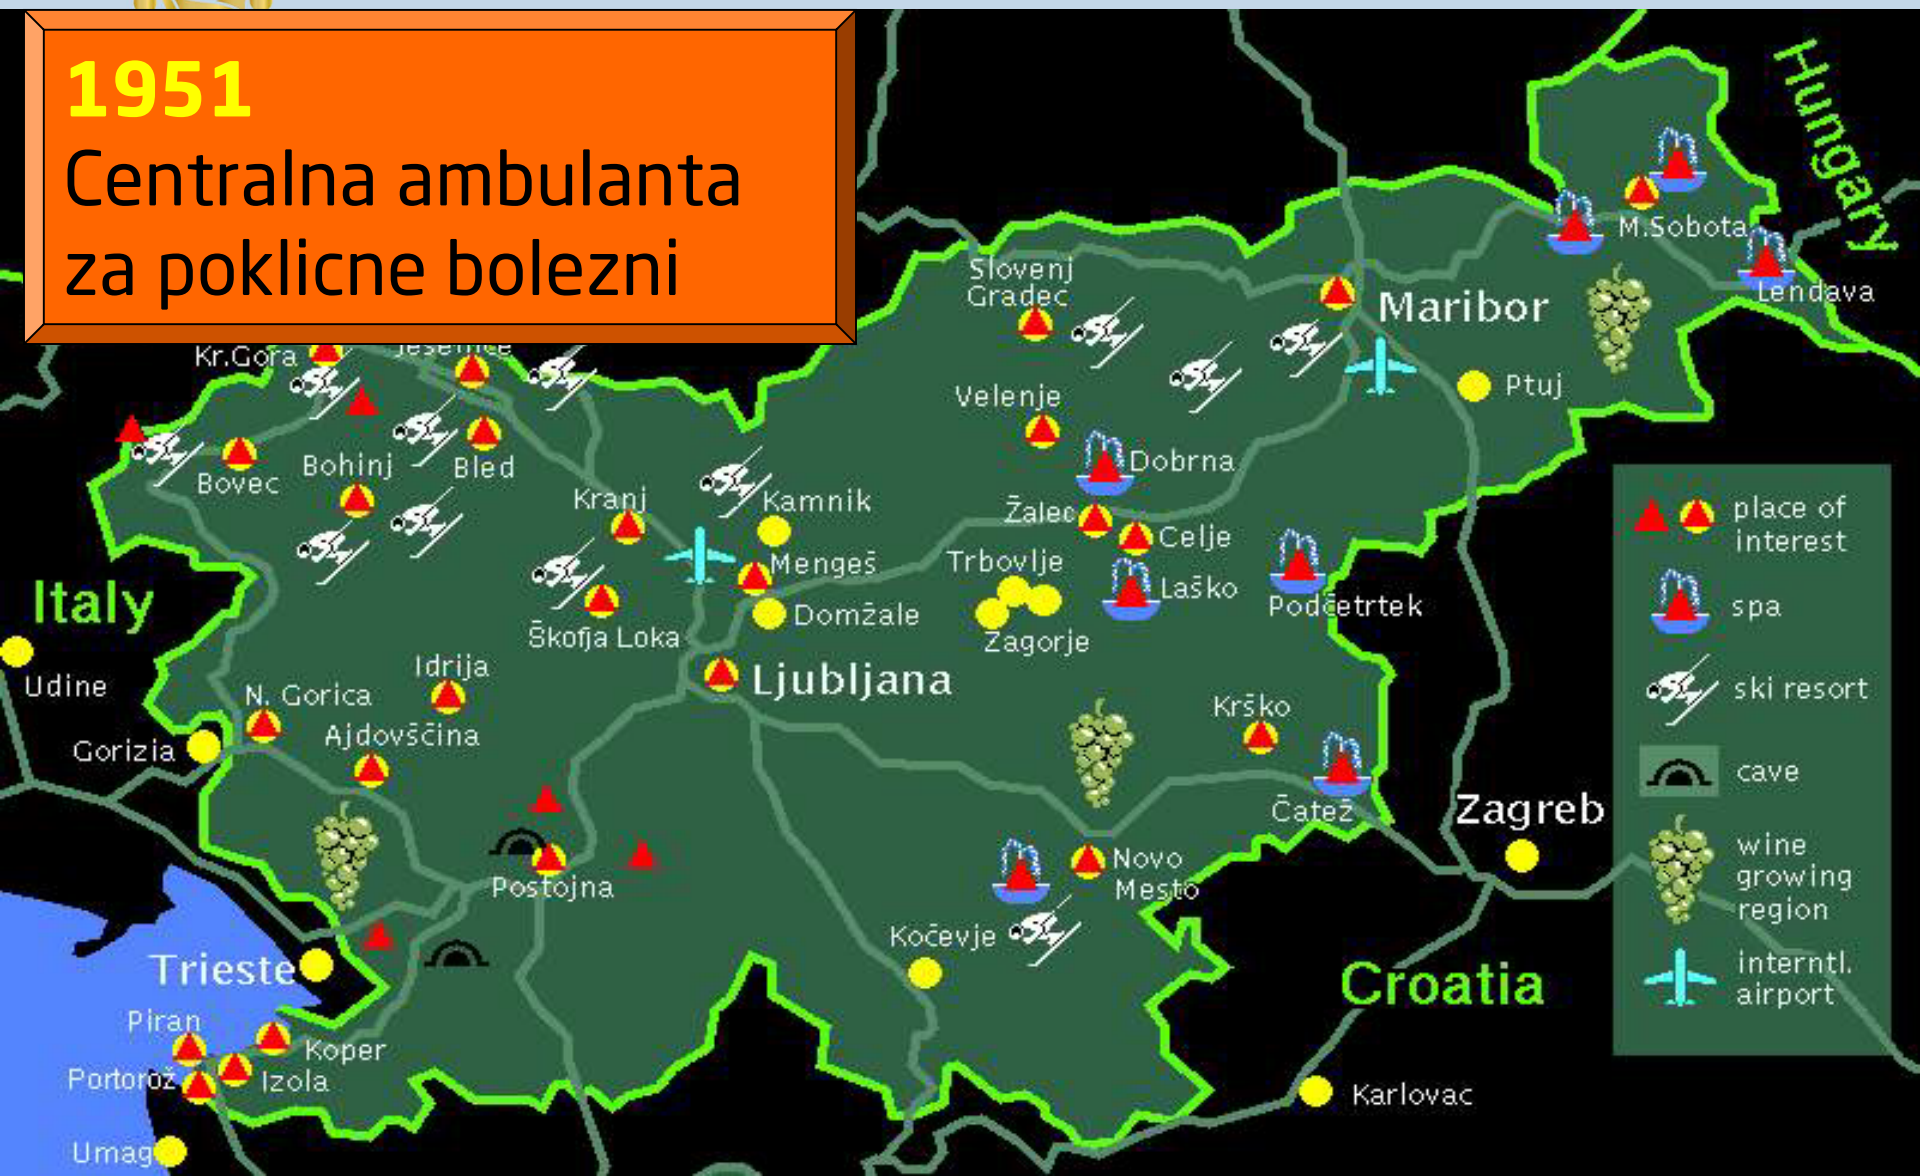 1951
Centralna ambulanta
za poklicne bolezni
Hungary
M.Sobota
Lendava
Slovenj
Gradec
Maribor
Kr.Gora
Jesenice
Velenje
Ptuj
Bovec
Bohinj
Bled
Dobrna
Kranj
Kamnik
Žalec
Celje
Mengeš
Trbovlje
Italy
Laško
Podčetrtek
Domžale
Škofja Loka
Zagorje
Udine
Idrija
Ljubljana
N. Gorica
Krško
Ajdovščina
Gorizia
Čatež
Zagreb
Postojna
Novo
Mesto
Kočevje
Trieste
Croatia
Piran
Koper
Portorož
Izola
Karlovac
Umag
place of
interest
spa
ski resort
cave
wine
growing
region
interntl.
airport